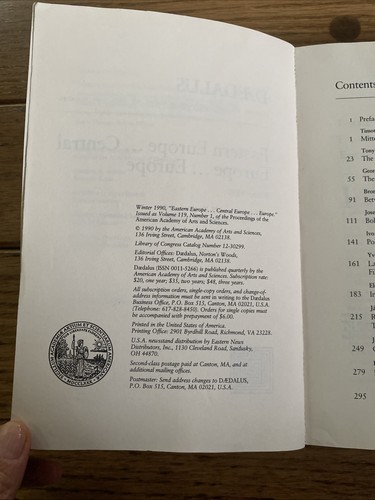 Winter 1990, "Eastern Europe . . . Central Europe . . . Europe."
Issued as Volume 119, Number 1, of the Proceedings of the
American Academy of Arts and Sciences.
© 1990 by the American Academy of Arts and Sciences,
136 Irving Street, Cambridge, MA 02138.
Library of Congress Catalog Number 12-30299.
Editorial Offices: Dædalus, Norton's Woods,
136 Irving Street, Cambridge, MA 02138.
Dædalus (ISSN 0011-5266) is published quarterly by the
American Academy of Arts and Sciences. Subscription rate:
$20, one year; $35, two years; $48, three years.
All subscription orders, single-copy orders, and change-of-
address information must be sent in writing to the Dædalus
Business Office, P.O. Box 515, Canton, MA 02021, U.S.A.
[Telephone: 617-828-8450]. Orders for single copies must
be accompanied with prepayment of $6.00.
Printed in the United States of America.
Printing Office: 2901 Byrdhill Road, Richmond, VA 23228.
U.S.A. newsstand distribution by Eastern News
Distributors, Inc., 1130 Cleveland Road, Sandusky,
OH 44870.
Second-class postage paid at Canton, MA, and at
additional mailing offices.
Postmaster: Send address changes to DÆDALUS,
P.O. Box 515, Canton, MA 02021, U.S.A.
MDCCLXXX
Contents
1
1
23 The
55 The
91
111
141
161
183
215
249
279
295